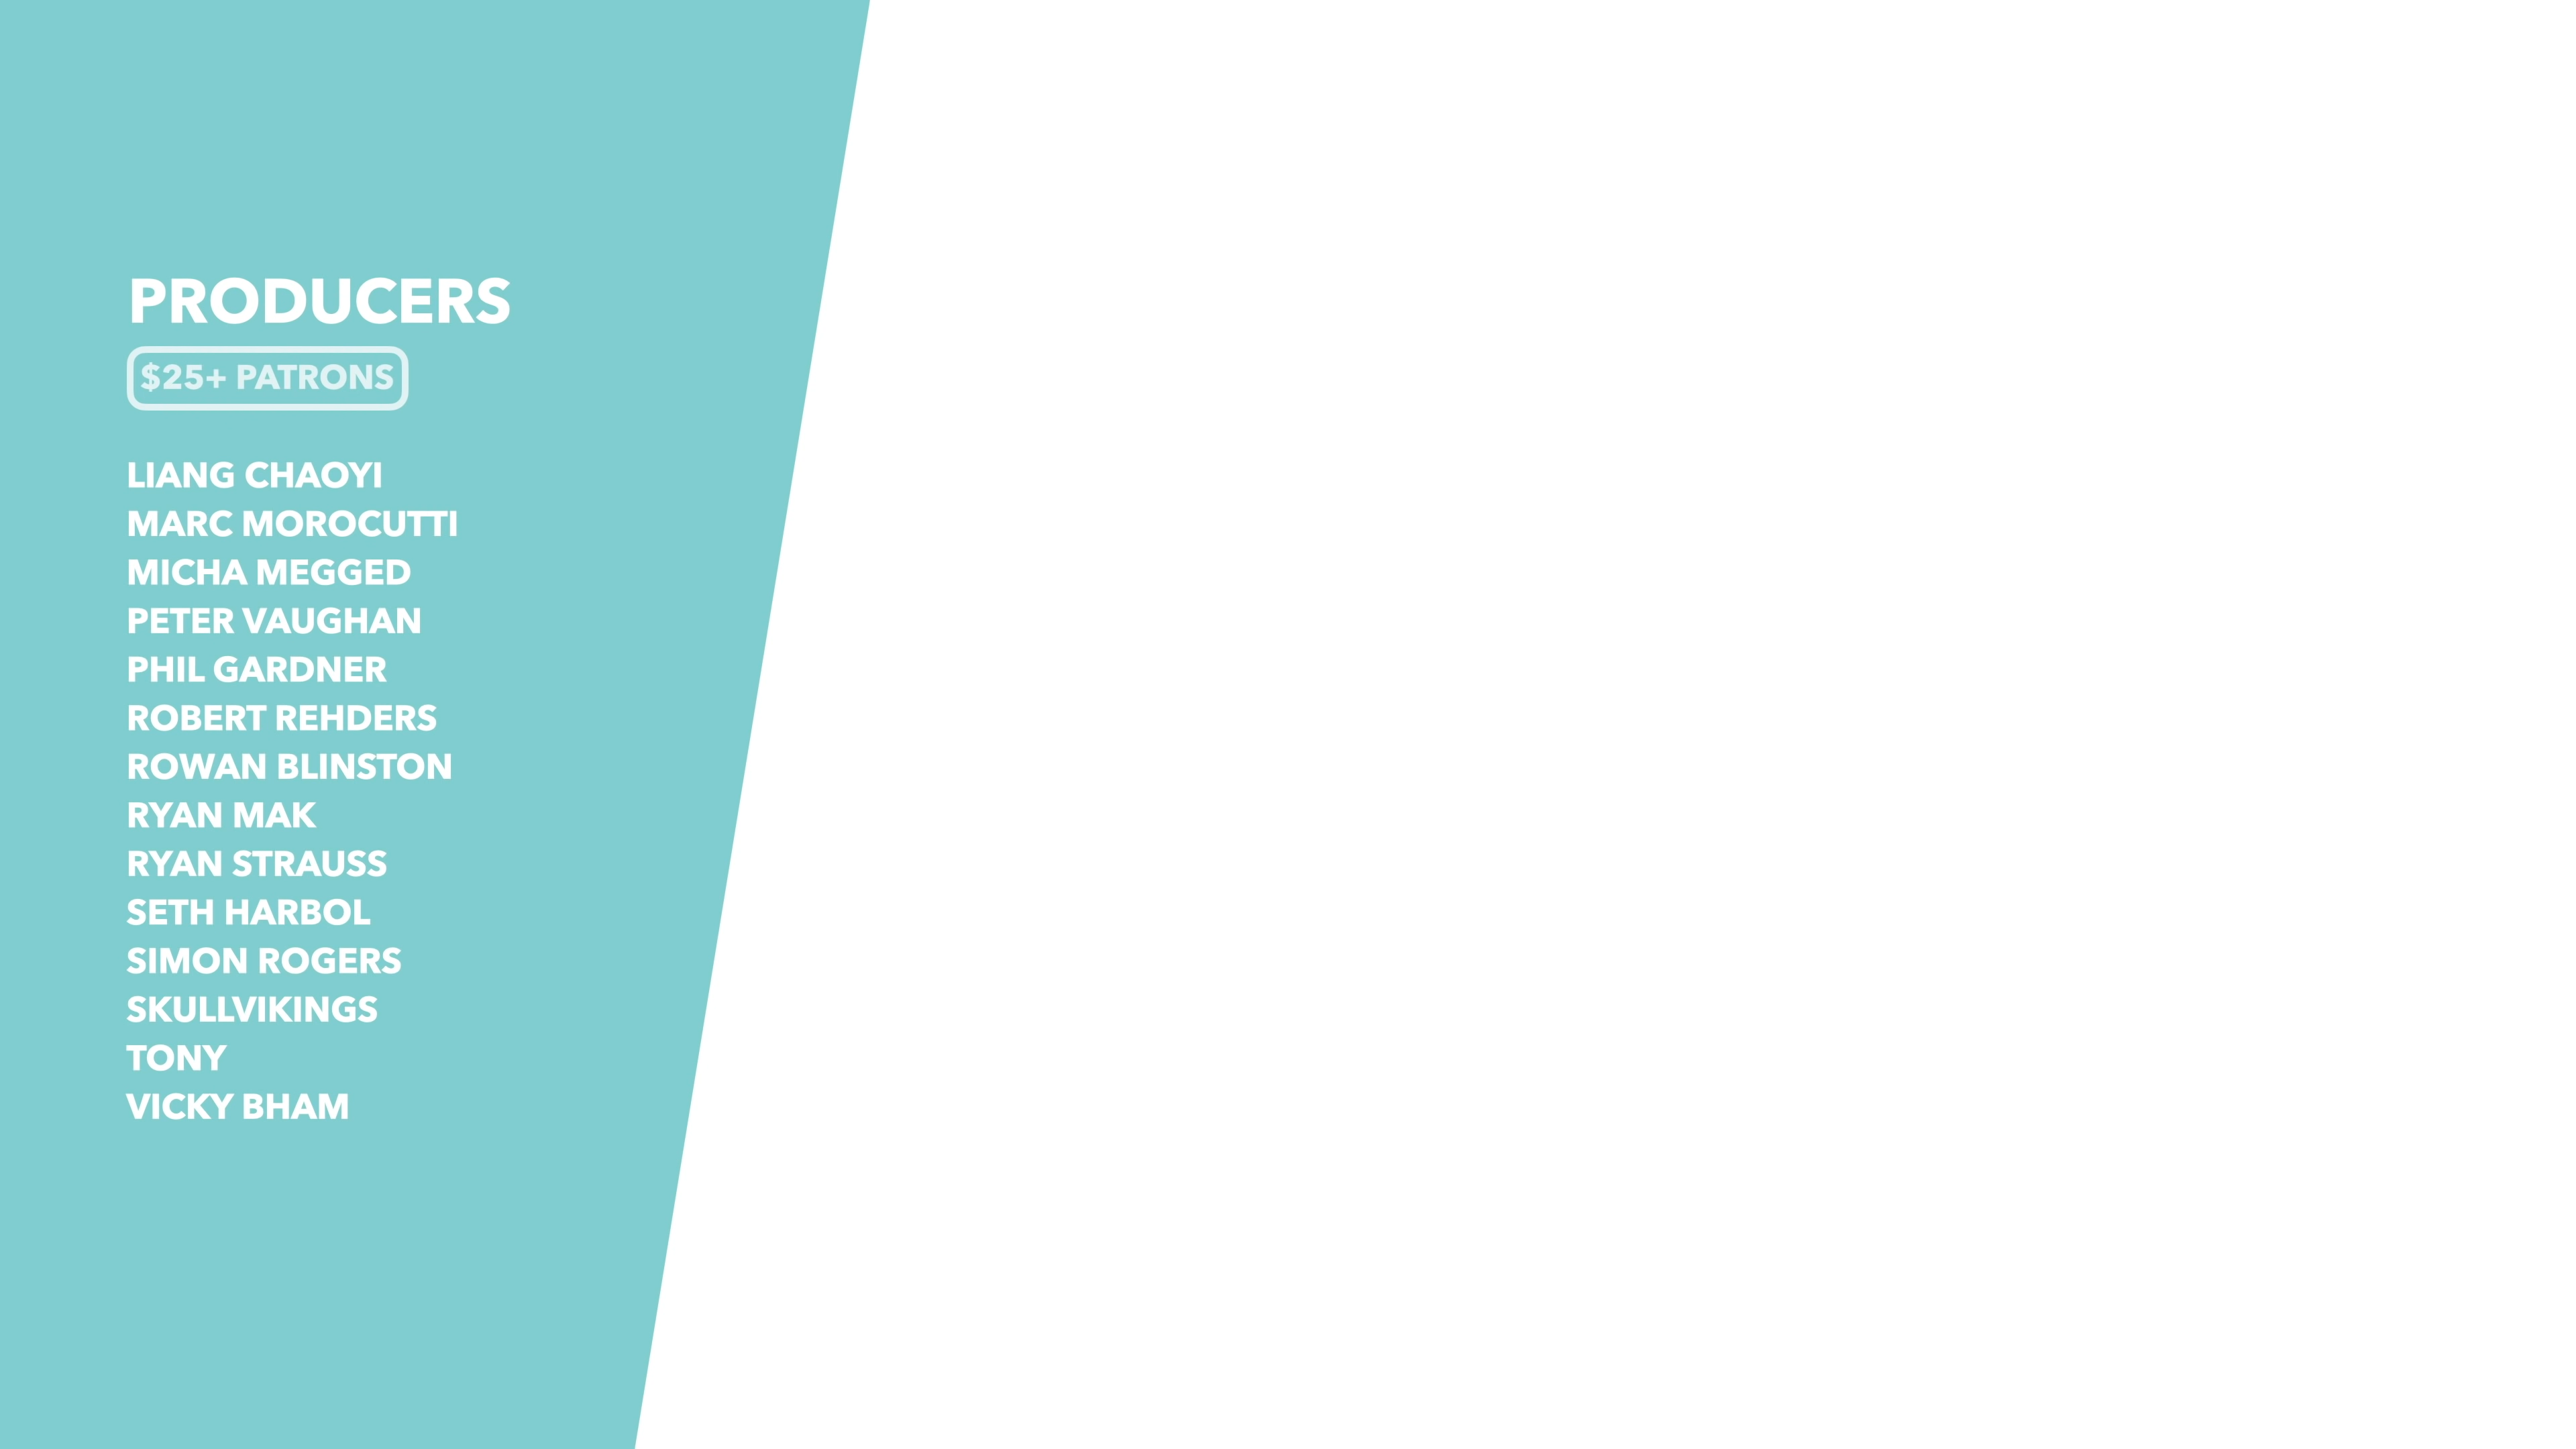 PRODUCERS
$25+ PATRONS
LIANG CHAOYI
MARC MOROCUTTI
MICHA MEGGED
PETER VAUGHAN
PHIL GARDNER
ROBERT REHDERS
ROWAN BLINSTON
RYAN MAK
RYAN STRAUSS
SETH HARBOL
SIMON ROGERS
SKULLVIKINGS
TONY
VICKY BHAM